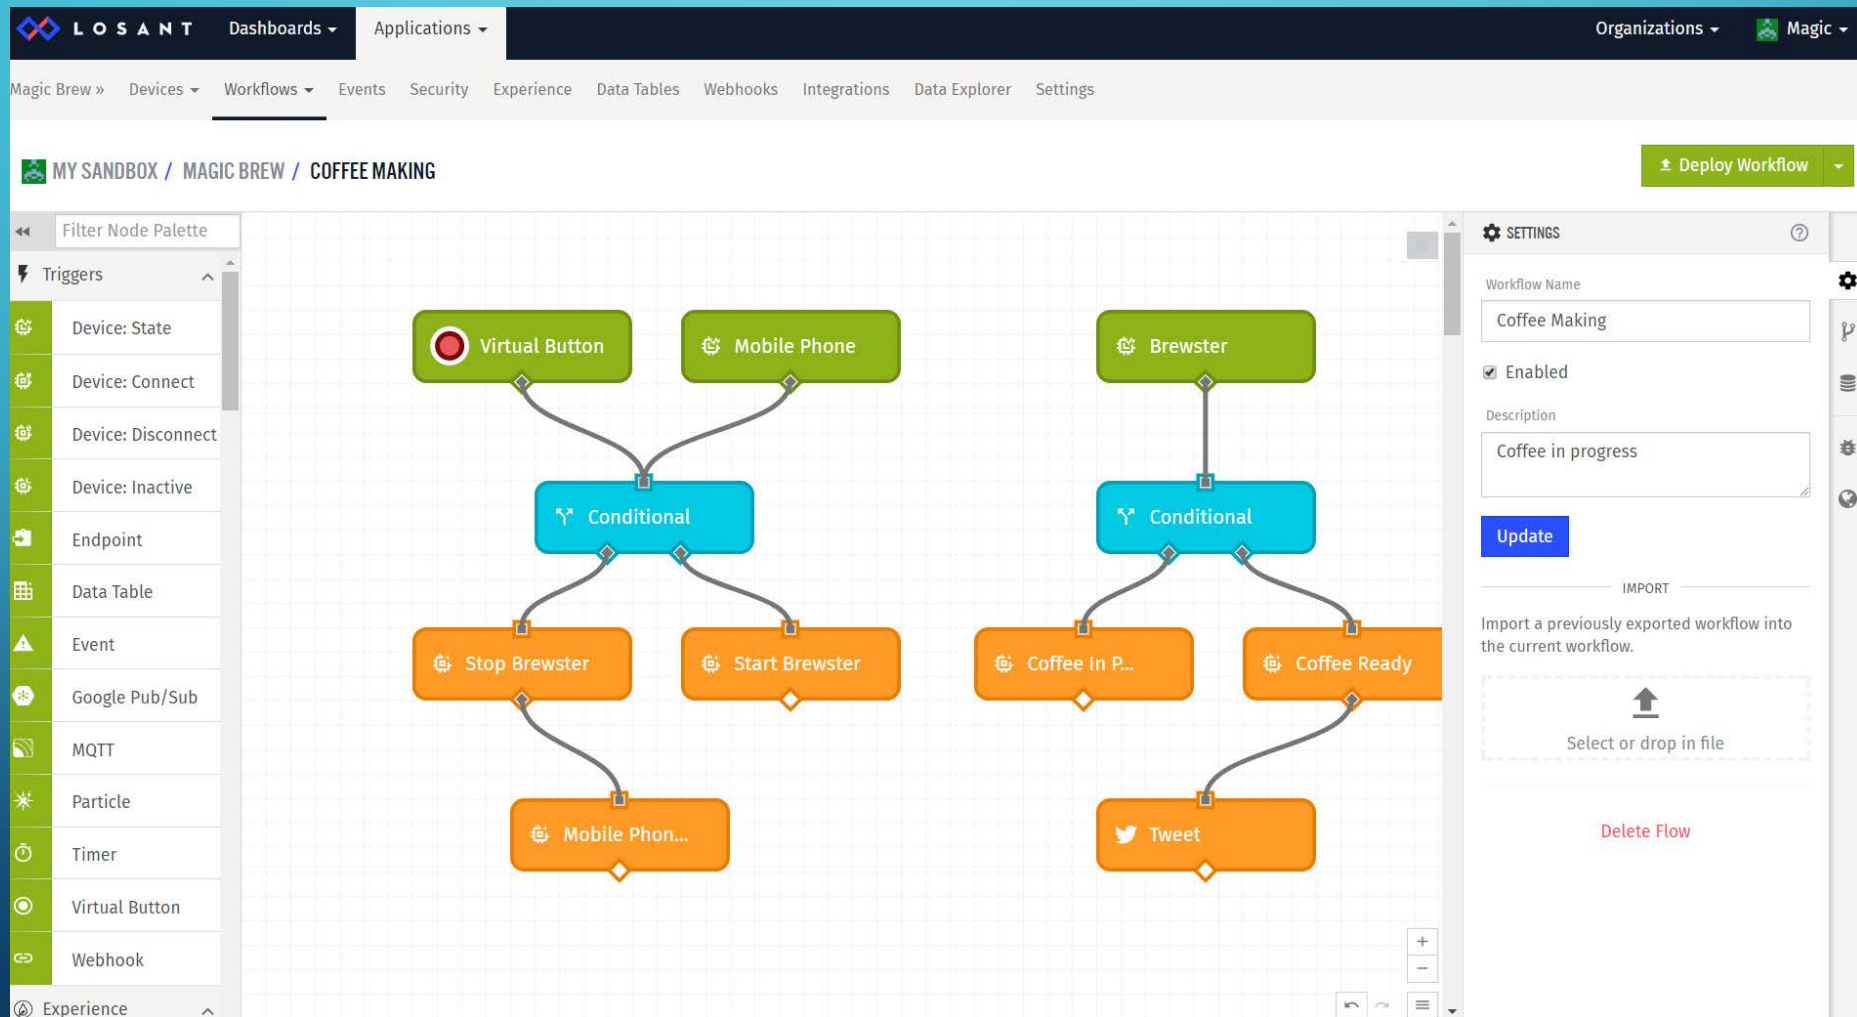 LOSANT Dashboards Applications Organizations Magic
Magic Brew » Devices Workflows Events Security Experience Data Tables Webhooks Integrations Data Explorer Settings
MY SANDBOX / MAGIC BREW / COFFEE MAKING
Deploy Workflow
Filter Node Palette
Triggers
Device: State
Device: Connect
Device: Disconnect
Device: Inactive
Endpoint
Data Table
Event
Google Pub/Sub
MQTT
Particle
Timer
Virtual Button
Webhook
Experience
Virtual Button Mobile Phone Brewster
Conditional Conditional
Stop Brewster Start Brewster Coffee In P... Coffee Ready
Mobile Phon... Tweet
SETTINGS
Workflow Name
Coffee Making
Enabled
Description
Coffee in progress
Update
IMPORT
Import a previously exported workflow into
the current workflow.
Select or drop in file
Delete Flow